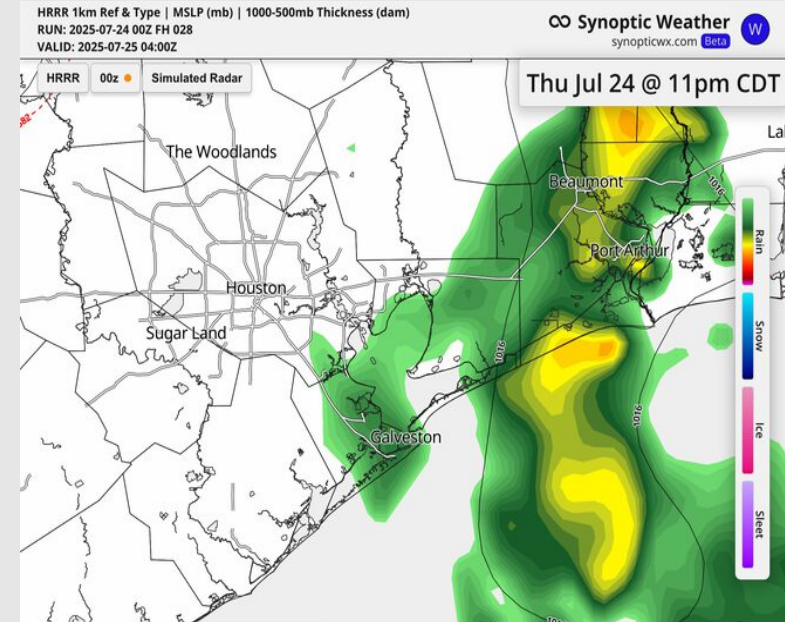 HRRR 1km Ref & Type | MSLP (mb) | 1000-500mb Thickness (dam)
RUN: 2025-07-24 00Z FH 028
VALID: 2025-07-25 04:00Z
Synoptic Weather
synopticwx.com Beta
W
HRRR
00z
Simulated Radar
Thu Jul 24 @ 11pm CDT
582
The Woodlands
La
Beaumont
1016
Port Arthur
Houston
Sugar Land
1016
1016
Galveston
Rain
Snow
Ice
Sleet